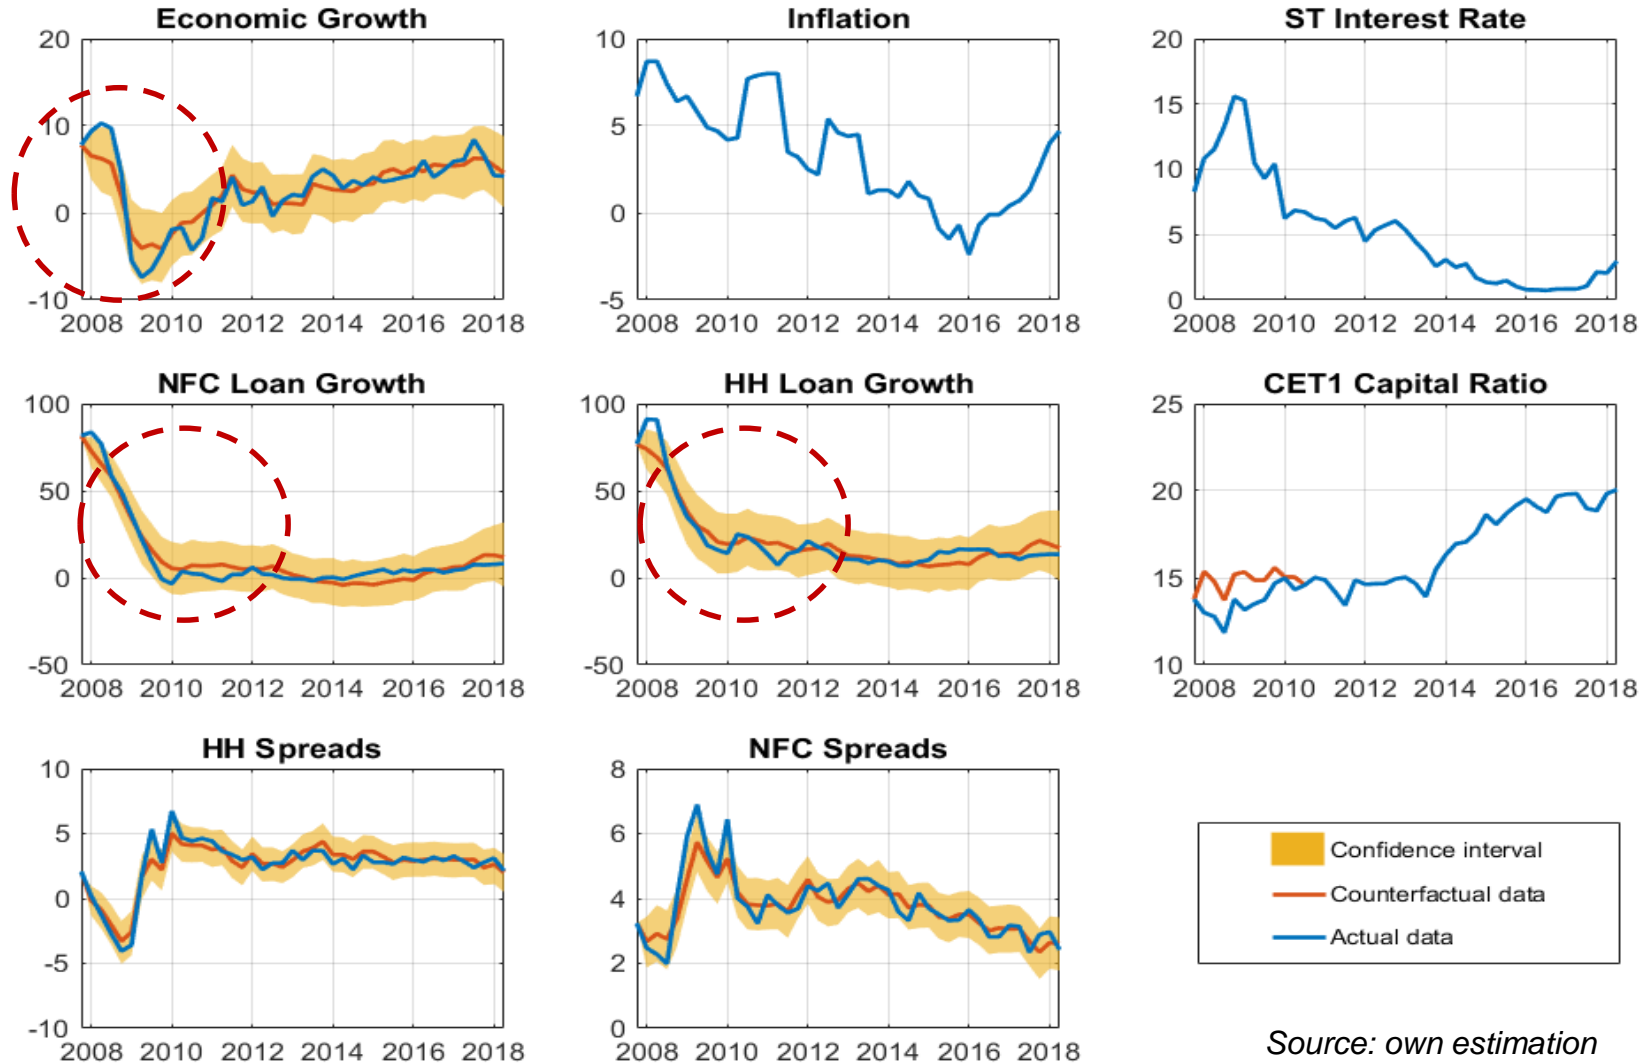 Economic Growth
20
10
0
-10
2008 2010 2012 2014 2016 2018
Inflation
10
5
0
-5
2008 2010 2012 2014 2016 2018
ST Interest Rate
20
15
10
5
0
2008 2010 2012 2014 2016 2018
NFC Loan Growth
100
50
0
-50
2008 2010 2012 2014 2016 2018
HH Loan Growth
100
50
0
-50
2008 2010 2012 2014 2016 2018
CET1 Capital Ratio
25
20
15
10
2008 2010 2012 2014 2016 2018
HH Spreads
10
5
0
-5
-10
2008 2010 2012 2014 2016 2018
NFC Spreads
8
6
4
2
0
2008 2010 2012 2014 2016 2018
Confidence interval
Counterfactual data
Actual data
Source: own estimation